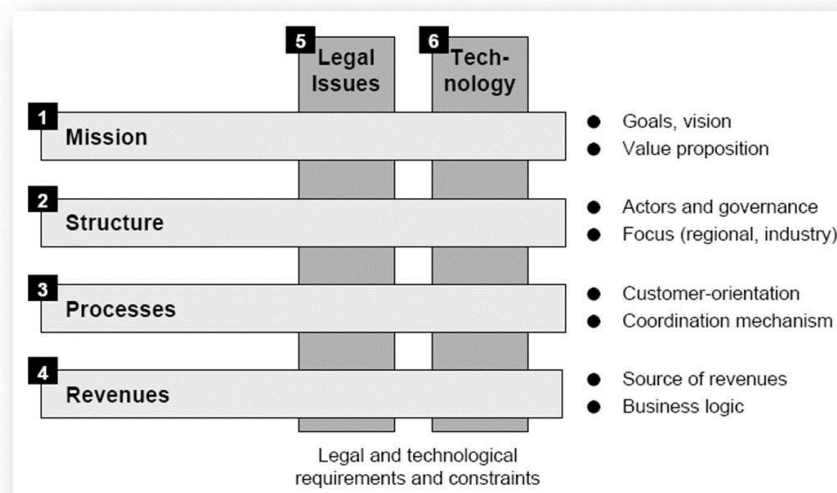 5
Legal
Issues
6
Tech-
nology
1
Mission
● Goals, vision
● Value proposition
2
Structure
● Actors and governance
● Focus (regional, industry)
3
Processes
● Customer-orientation
● Coordination mechanism
4
Revenues
● Source of revenues
● Business logic
Legal and technological
requirements and constraints